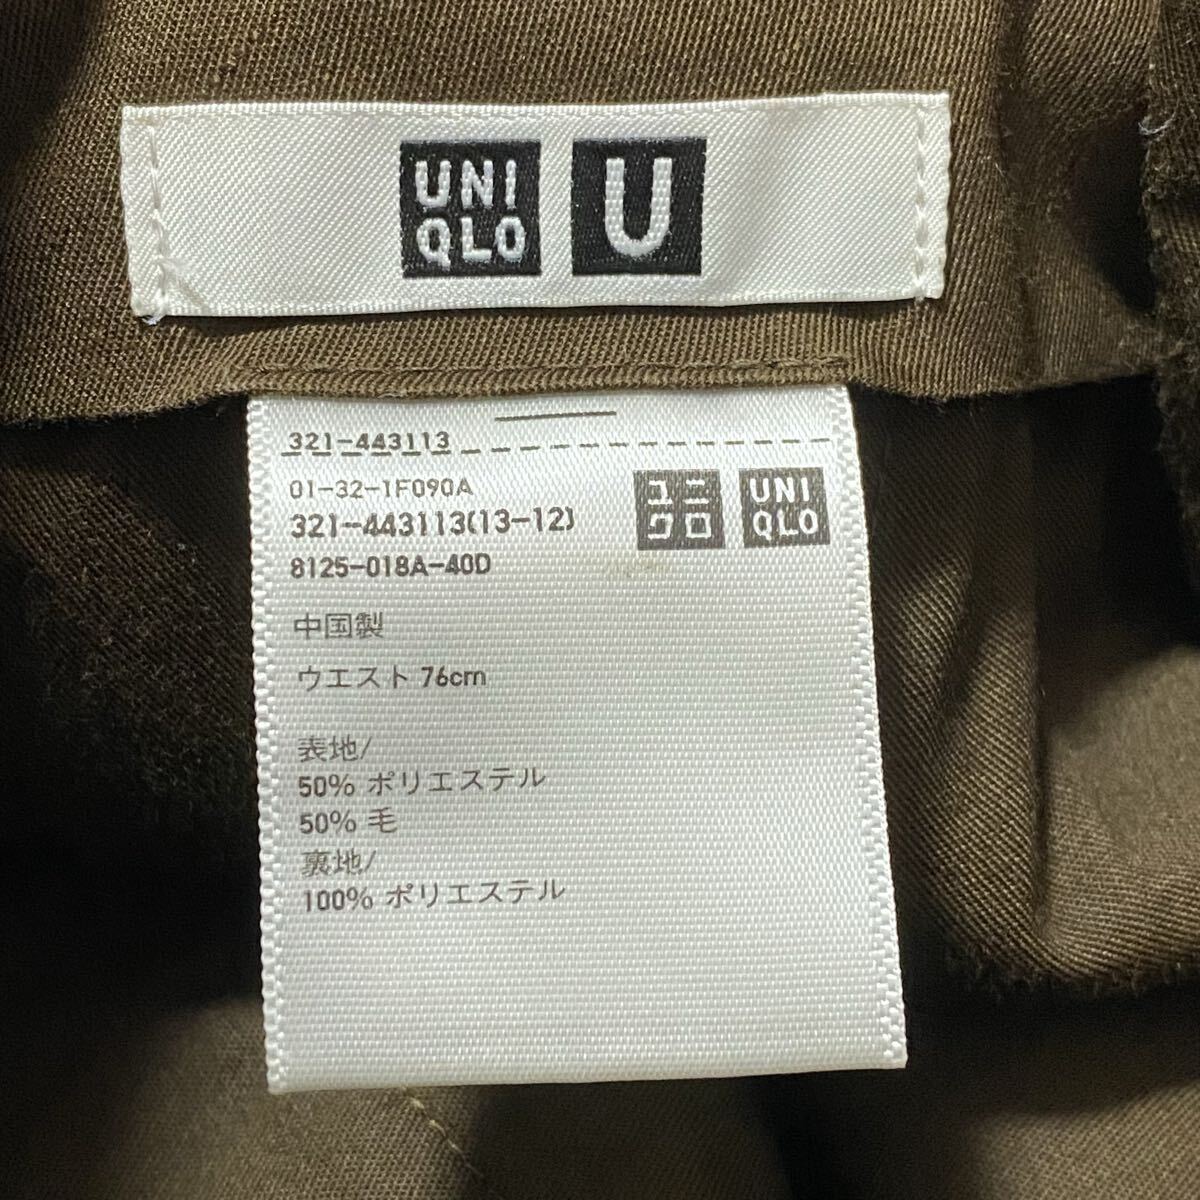 UNI
QLO
U
321-443113
01-32-1F090A
321-443113(13-12)
8125-018A-40D
ユニ
クロ
UNI
QLO
中国製
ウエスト 76cm
表地/
50% ポリエステル
50% 毛
裏地/
100% ポリエステル